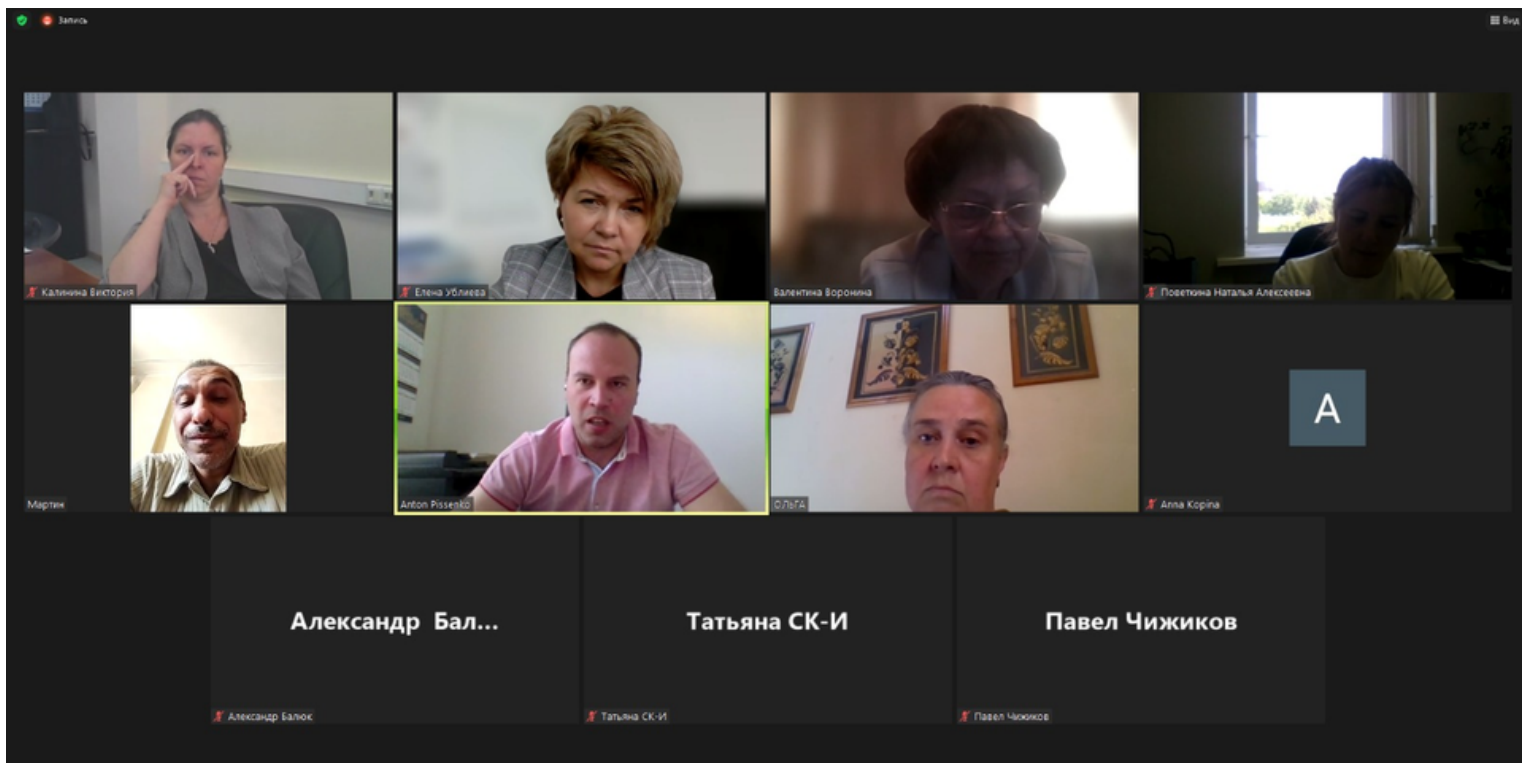 Запись
Вид
Калинина Виктория
Елена Ублиева
Валентина Воронина
Поветкина Наталья Алексеевна
Мартин
Anton Pissenko
ОЛЬГА
A
Anna Kopina
Александр Бал...
Татьяна СК-И
Павел Чижиков
Александр Балюк
Татьяна СК-И
Павел Чижиков